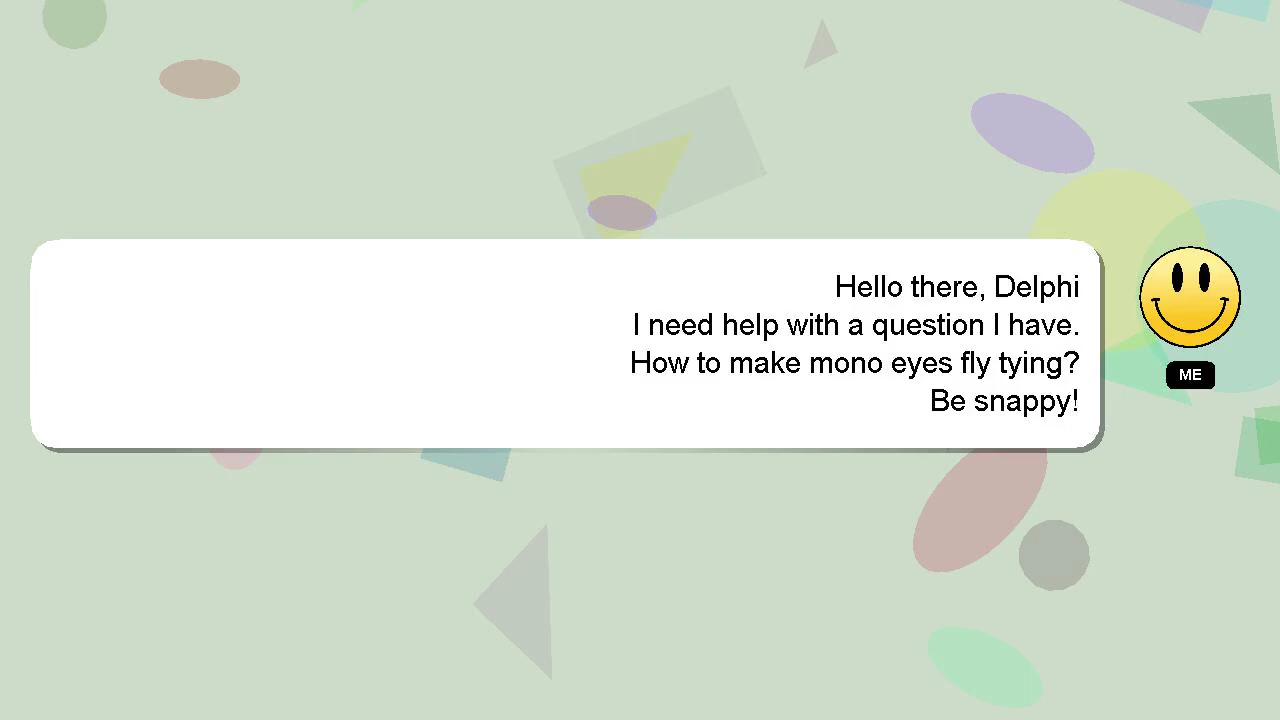 Hello there, Delphi
I need help with a question I have.
How to make mono eyes fly tying?
Be snappy!
ME